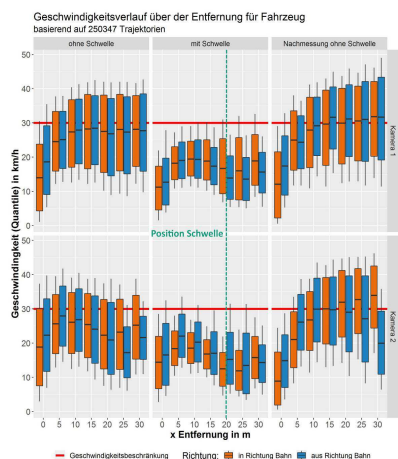 Geschwindigkeitsverlauf über der Entfernung für Fahrzeug
basierend auf 250347 Trajektorien
ohne Schwelle
mit Schwelle
Nachmessung ohne Schwelle
50
40
30
20
10
0
Kamera 1
Position Schwelle
50
40
30
20
10
0
Kamera 2
Geschwindingkeit (Quantile) in km/h
0 5 10 15 20 25 30
0 5 10 15 20 25 30
0 5 10 15 20 25 30
x Entfernung in m
Geschwindigkeitsbeschränkung Richtung: in Richtung Bahn aus Richtung Bahn